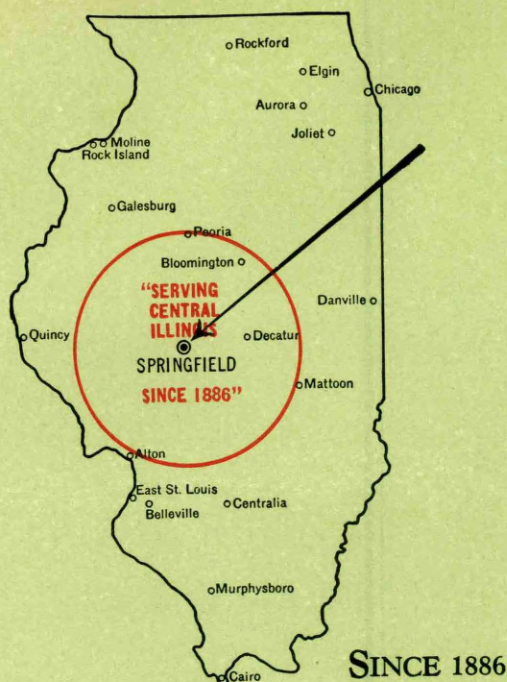 Rockford
Elgin
Chicago
Aurora
Joliet
Moline
Rock Island
Galesburg
Peoria
Bloomington
"SERVING
CENTRAL
ILLINOIS
Danville
Quincy
Decatur
SPRINGFIELD
Mattoon
SINCE 1886"
Alton
East St. Louis
Belleville
Centralia
Murphysboro
SINCE 1886
Cairo